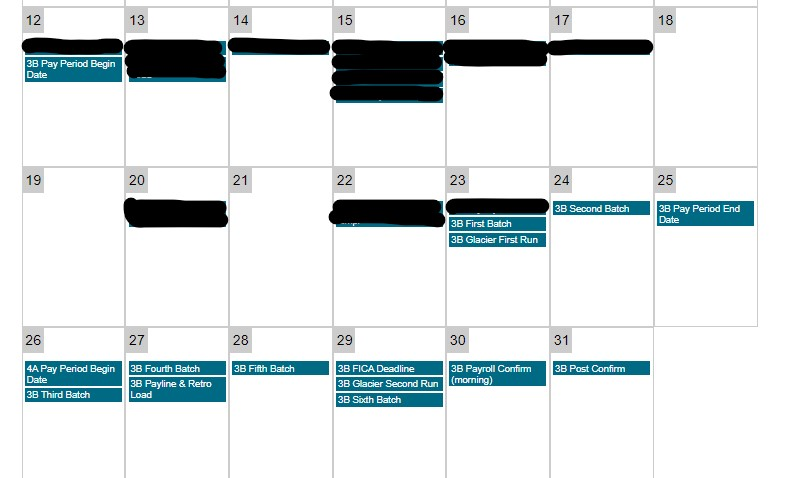 12
13
14
15
16
17
18
3B Pay Period Begin
Date
19
20
21
22
23
24
25
3B First Batch
3B Glacier First Run
3B Second Batch
3B Pay Period End
Date
26
27
28
29
30
31
4A Pay Period Begin
Date
3B Third Batch
3B Fourth Batch
3B Payline & Retro
Load
3B Fifth Batch
3B FICA Deadline
3B Glacier Second Run
3B Sixth Batch
3B Payroll Confirm
(morning)
3B Post Confirm